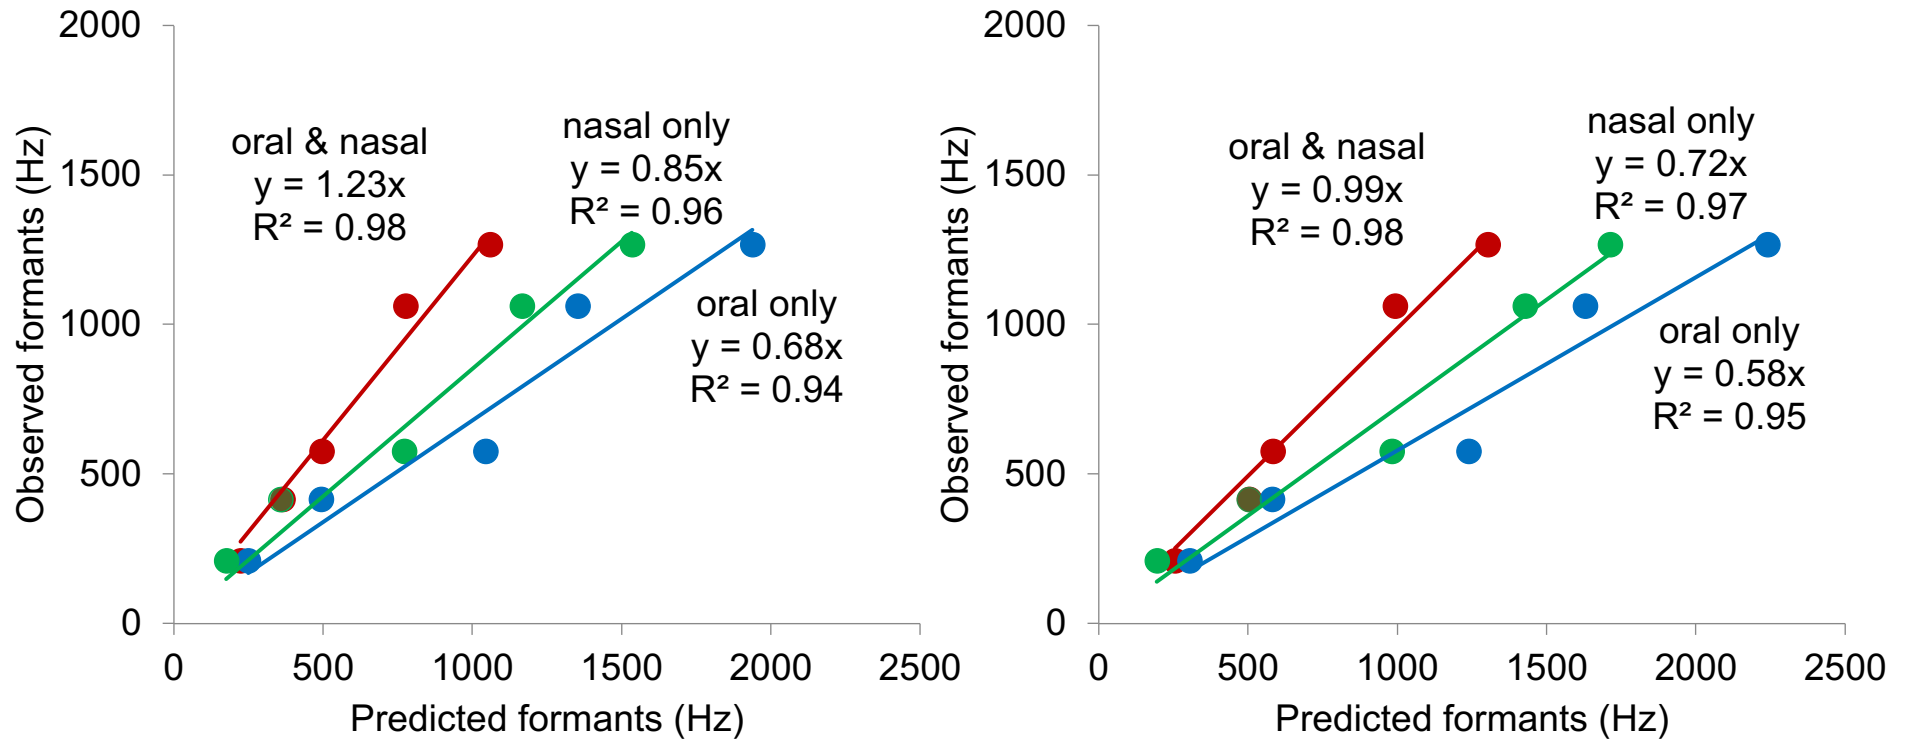 2000
1500
1000
500
0
Observed formants (Hz)
oral & nasal
y = 1.23x
R² = 0.98
nasal only
y = 0.85x
R² = 0.96
oral only
y = 0.68x
R² = 0.94
0 500 1000 1500 2000 2500
Predicted formants (Hz)
2000
1500
1000
500
0
Observed formants (Hz)
oral & nasal
y = 0.99x
R² = 0.98
nasal only
y = 0.72x
R² = 0.97
oral only
y = 0.58x
R² = 0.95
0 500 1000 1500 2000 2500
Predicted formants (Hz)